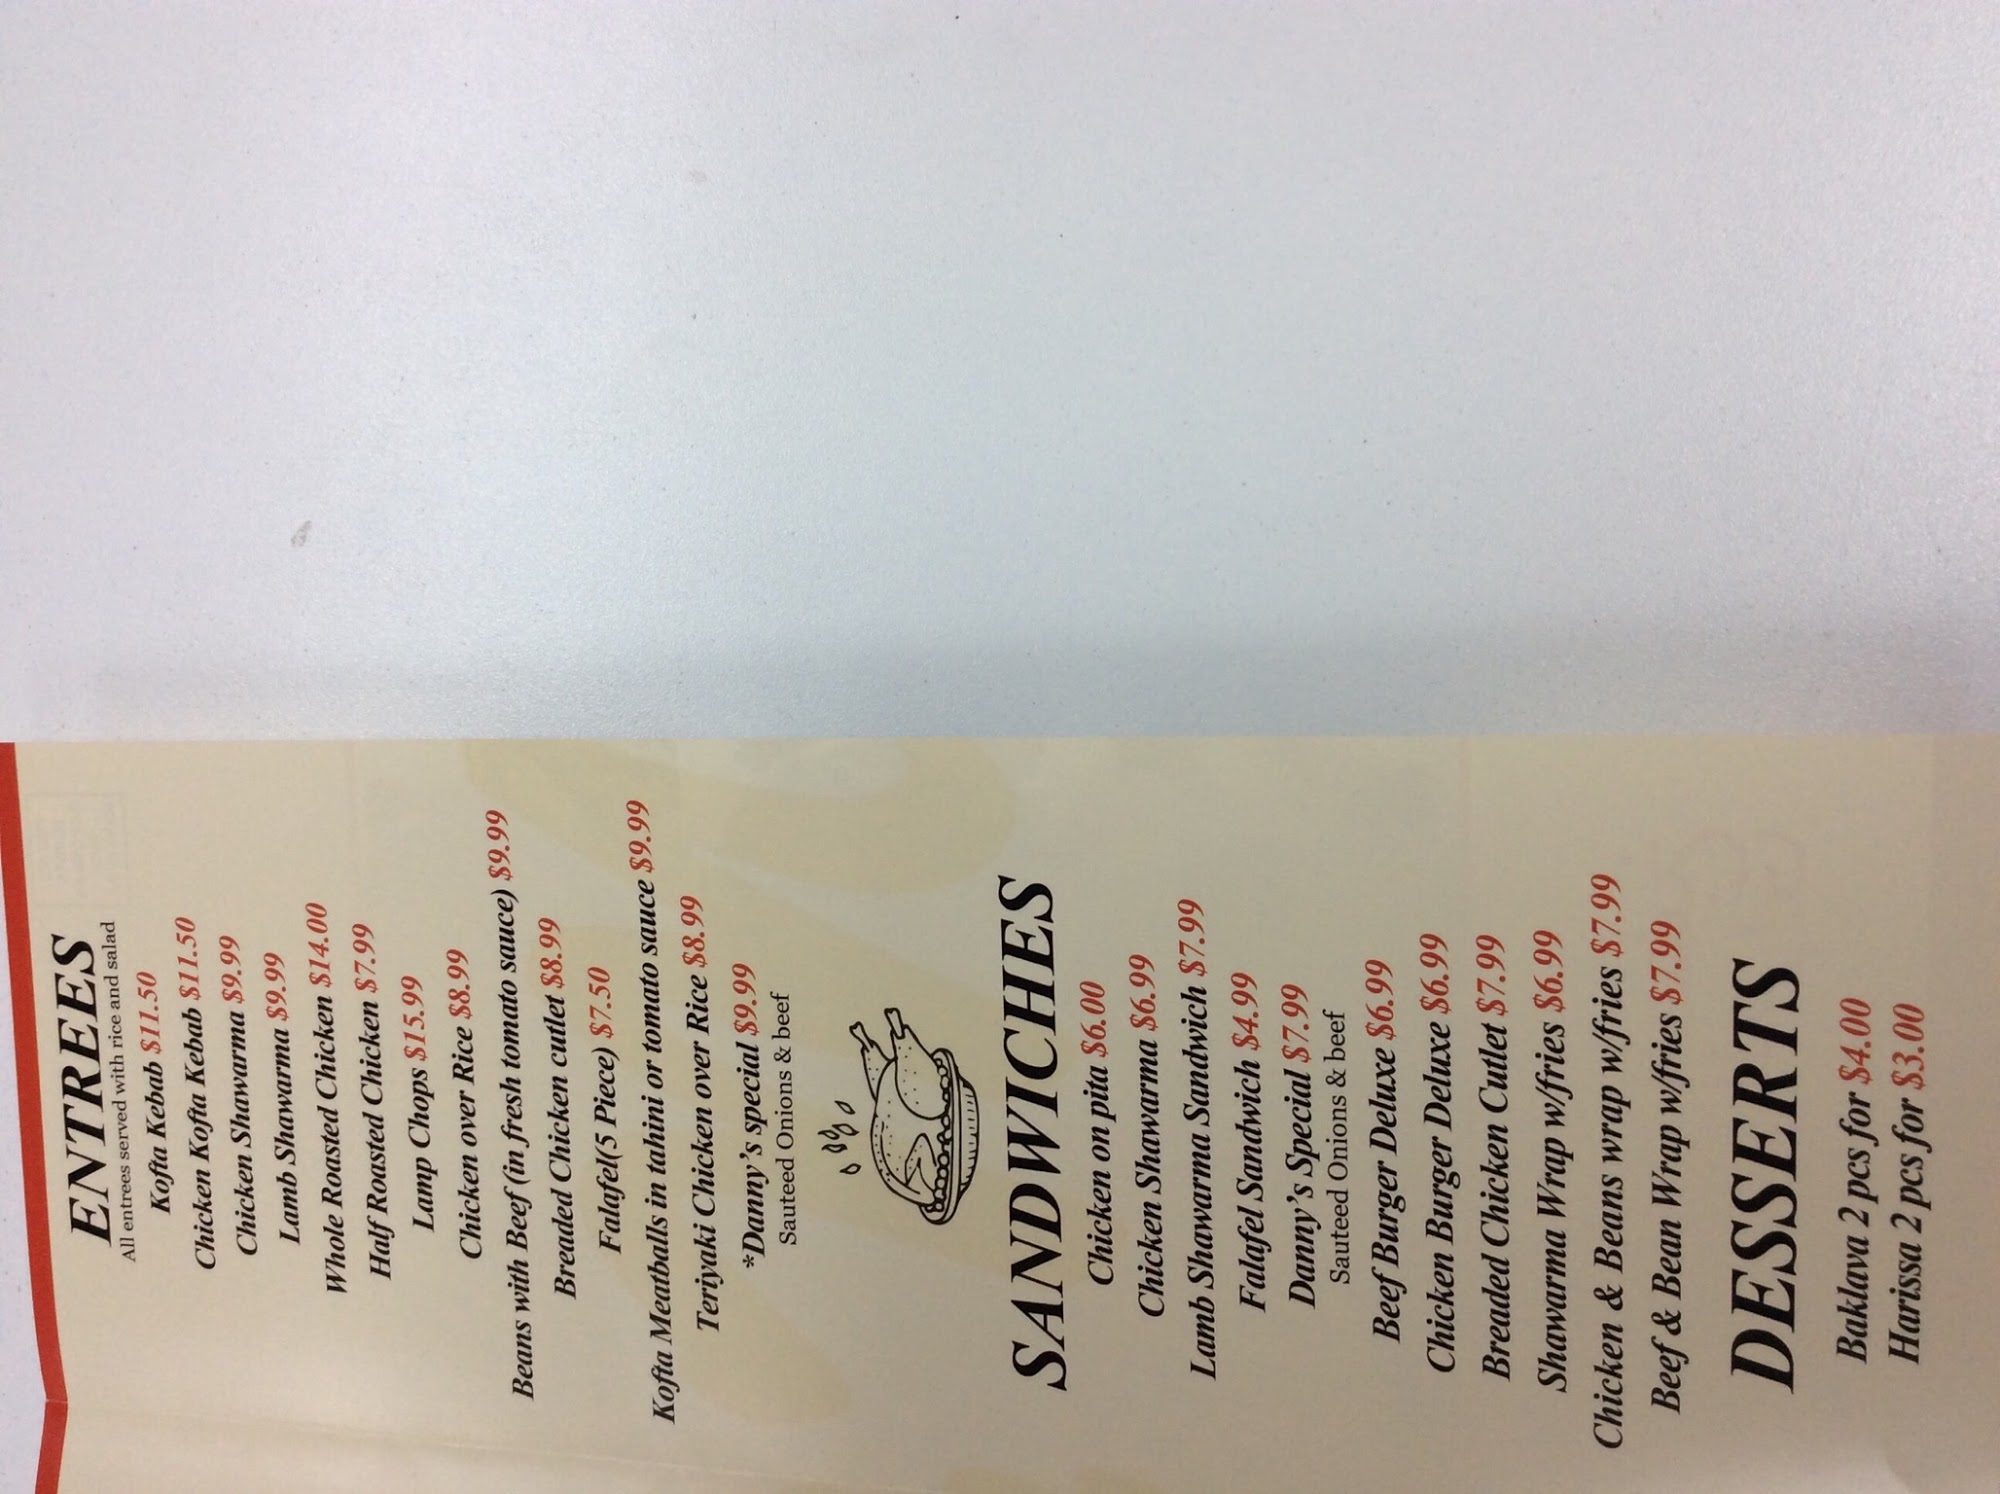 ENTREES
All entrees served with rice and salad
Kofta Kebab $11.50
Chicken Kofta Kebab $11.50
Chicken Shawarma $9.99
Lamb Shawarma $9.99
Whole Roasted Chicken $14.00
Half Roasted Chicken $7.99
Lamp Chops $15.99
Chicken over Rice $8.99
Beans with Beef (in fresh tomato sauce) $9.99
Breaded Chicken cutlet $8.99
Falafel(5 Piece) $7.50
Kofta Meatballs in tahini or tomato sauce $9.99
Teriyaki Chicken over Rice $8.99
*Danny's special $9.99
Sauteed Onions & beef
SANDWICHES
Chicken on pita $6.00
Chicken Shawarma $6.99
Lamb Shawarma Sandwich $7.99
Falafel Sandwich $4.99
Danny's Special $7.99
Sauteed Onions & beef
Beef Burger Deluxe $6.99
Chicken Burger Deluxe $6.99
Breaded Chicken Cutlet $7.99
Shawarma Wrap w/fries $6.99
Chicken & Beans wrap w/fries $7.99
Beef & Bean Wrap w/fries $7.99
DESSERTS
Baklava 2 pcs for $4.00
Harissa 2 pcs for $3.00